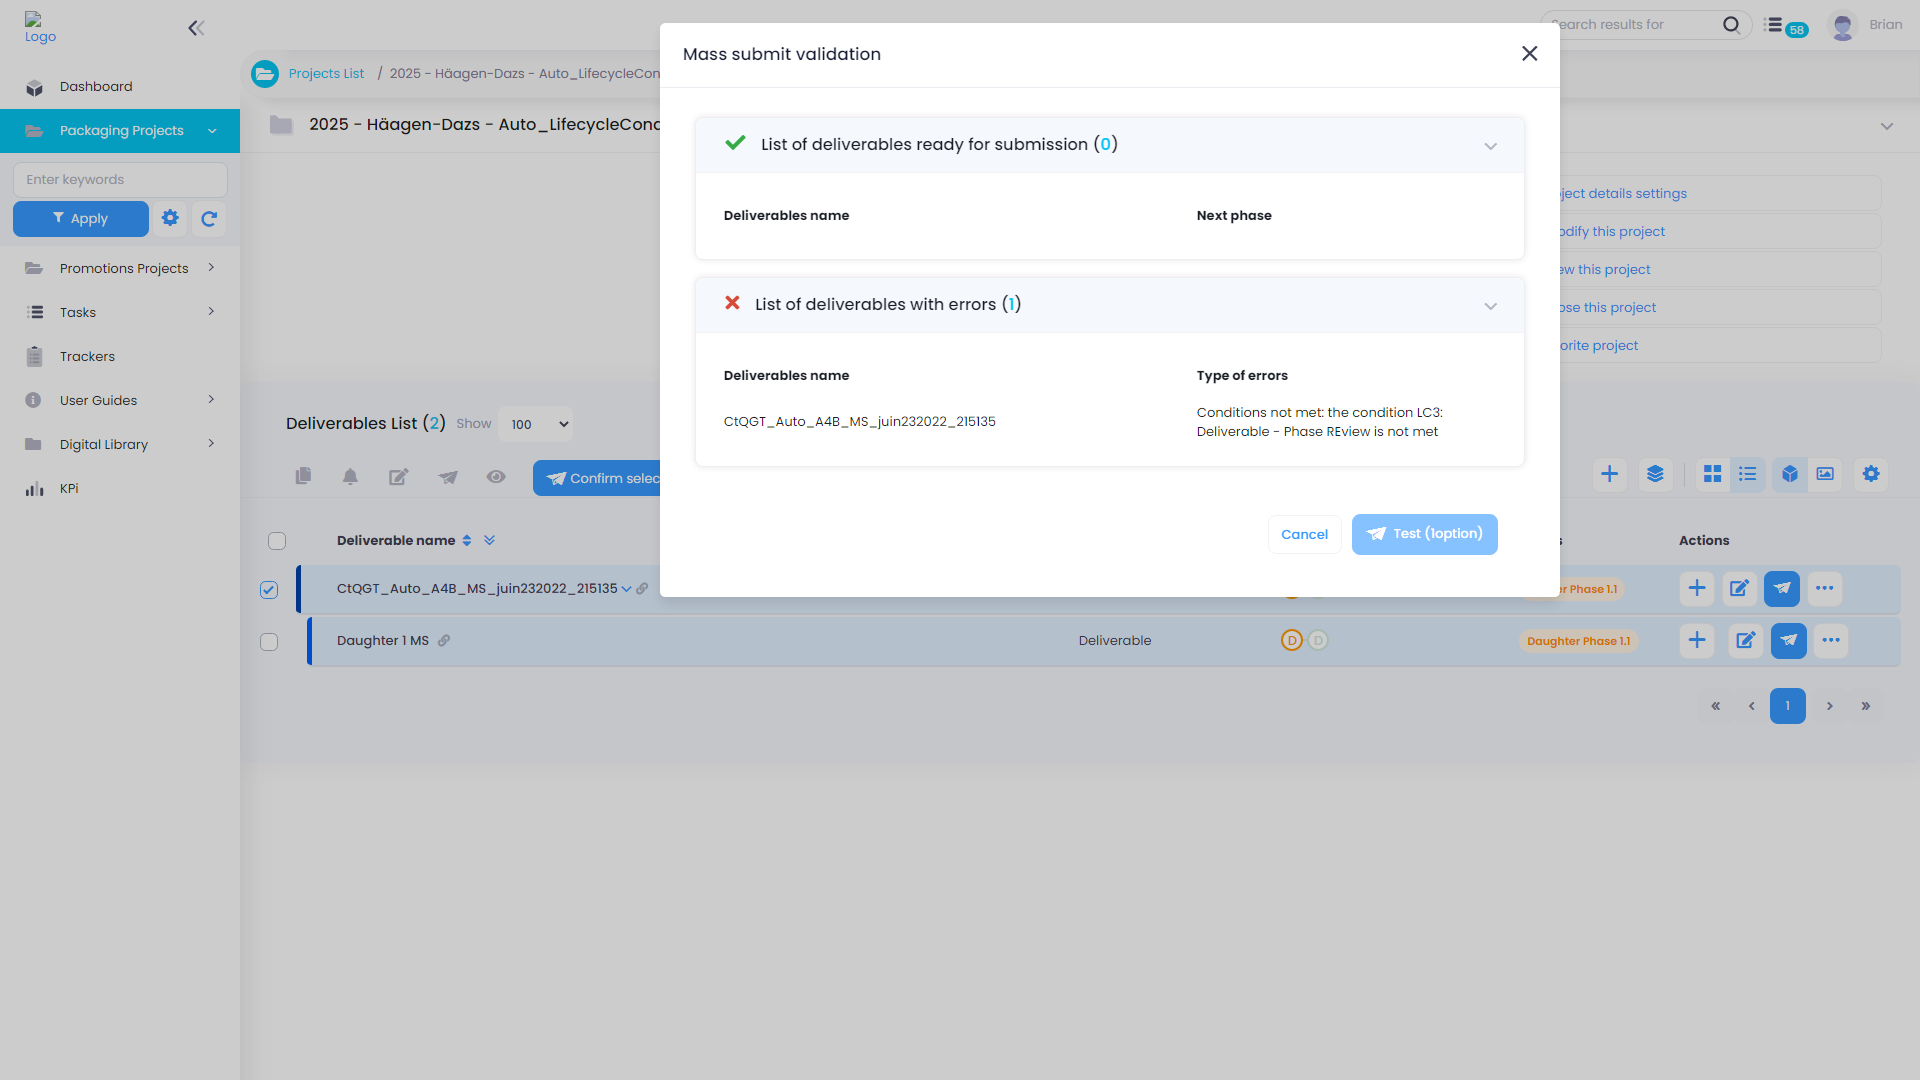 Logo
Dashboard
Packaging Projects
Enter keywords
Apply
Promotions Projects
Tasks
Trackers
User Guides
Digital Library
KPi
Search results for
58
Brian
Projects List / 2025 - Häagen-Dazs - Auto_LifecycleCon
2025 - Häagen-Dazs - Auto_LifecycleCond
ject details settings
odify this project
ew this project
ose this project
orite project
Mass submit validation
List of deliverables ready for submission (0)
Deliverables name Next phase
List of deliverables with errors (1)
Deliverables name Type of errors
CtQGT_Auto_A4B_MS_juin232022_215135
Conditions not met: the condition LC3:
Deliverable - Phase REview is not met
Cancel
Test (1option)
Deliverables List (2) Show 100
Confirm selec
Deliverable name
Actions
CtQGT_Auto_A4B_MS_juin232022_215135
r Phase 1.1
Daughter 1 MS
Deliverable
D D
Daughter Phase 1.1
« ‹ 1 › »